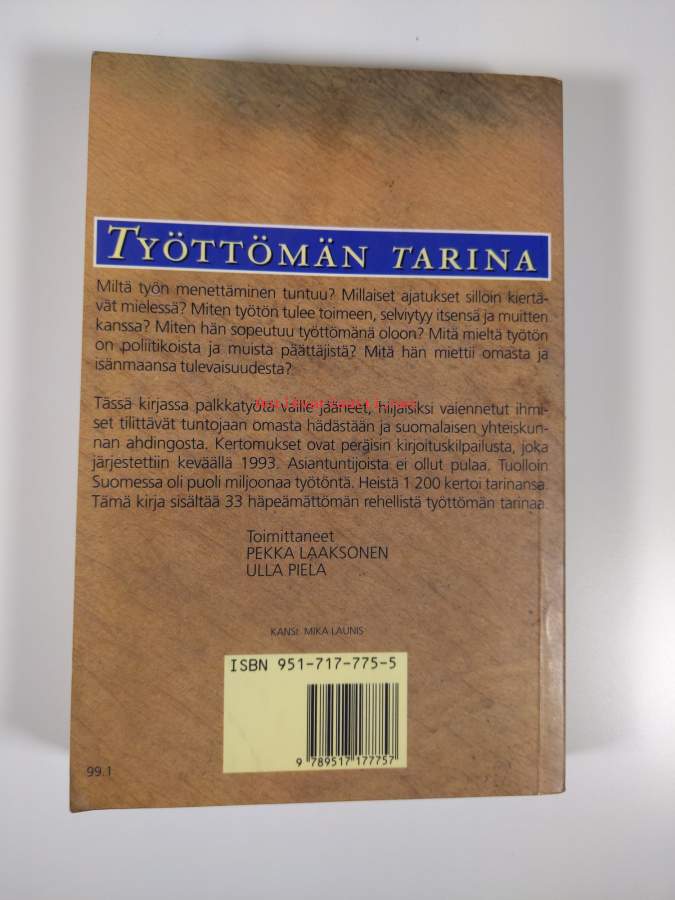 TYÖTTÖMÄN TARINA
Miltä työn menettäminen tuntuu? Millaiset ajatukset silloin kiertä-
vät mielessä? Miten työtön tulee toimeen, selviytyy itsensä ja muitten
kanssa? Miten hän sopeutuu työttömänä oloon? Mitä mieltä työtön
on poliitikoista ja muista päättäjistä? Mitä hän miettii omasta ja
isänmaansa tulevaisuudesta?
Tässä kirjassa palkkatyötä vaille jääneet, hiljaisiksi vaiennetut ihmi-
set tilittävät tuntojaan omasta hädästään ja suomalaisen yhteiskun-
nan ahdingosta. Kertomukset ovat peräisin kirjoituskilpailusta, joka
järjestettiin keväällä 1993. Asiantuntijoista ei ollut pulaa. Tuolloin
Suomessa oli puoli miljoonaa työtöntä. Heistä 1 200 kertoi tarinansa.
Tämä kirja sisältää 33 häpeämättömän rehellistä työttömän tarinaa.
Toimittaneet
PEKKA LAAKSONEN
ULLA PIELA
KANSI: MIKA LAUNIS
ISBN 951-717-775-5
9 789517 177757
99.1